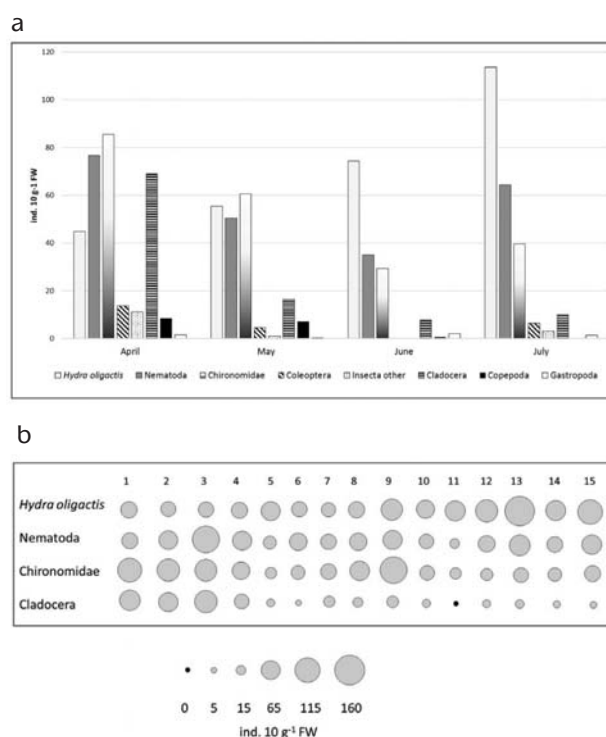 a
120
100
80
60
40
20
0
ind. 10 g-1 FW
April May June July
Hydra oligactis Nematoda Chironomidae Coleoptera Insecta other Cladocera Copepoda Gastropoda
b
1 2 3 4 5 6 7 8 9 10 11 12 13 14 15
Hydra oligactis
Nematoda
Chironomidae
Cladocera
0 5 15 65 115 160
ind. 10 g⁻¹ FW